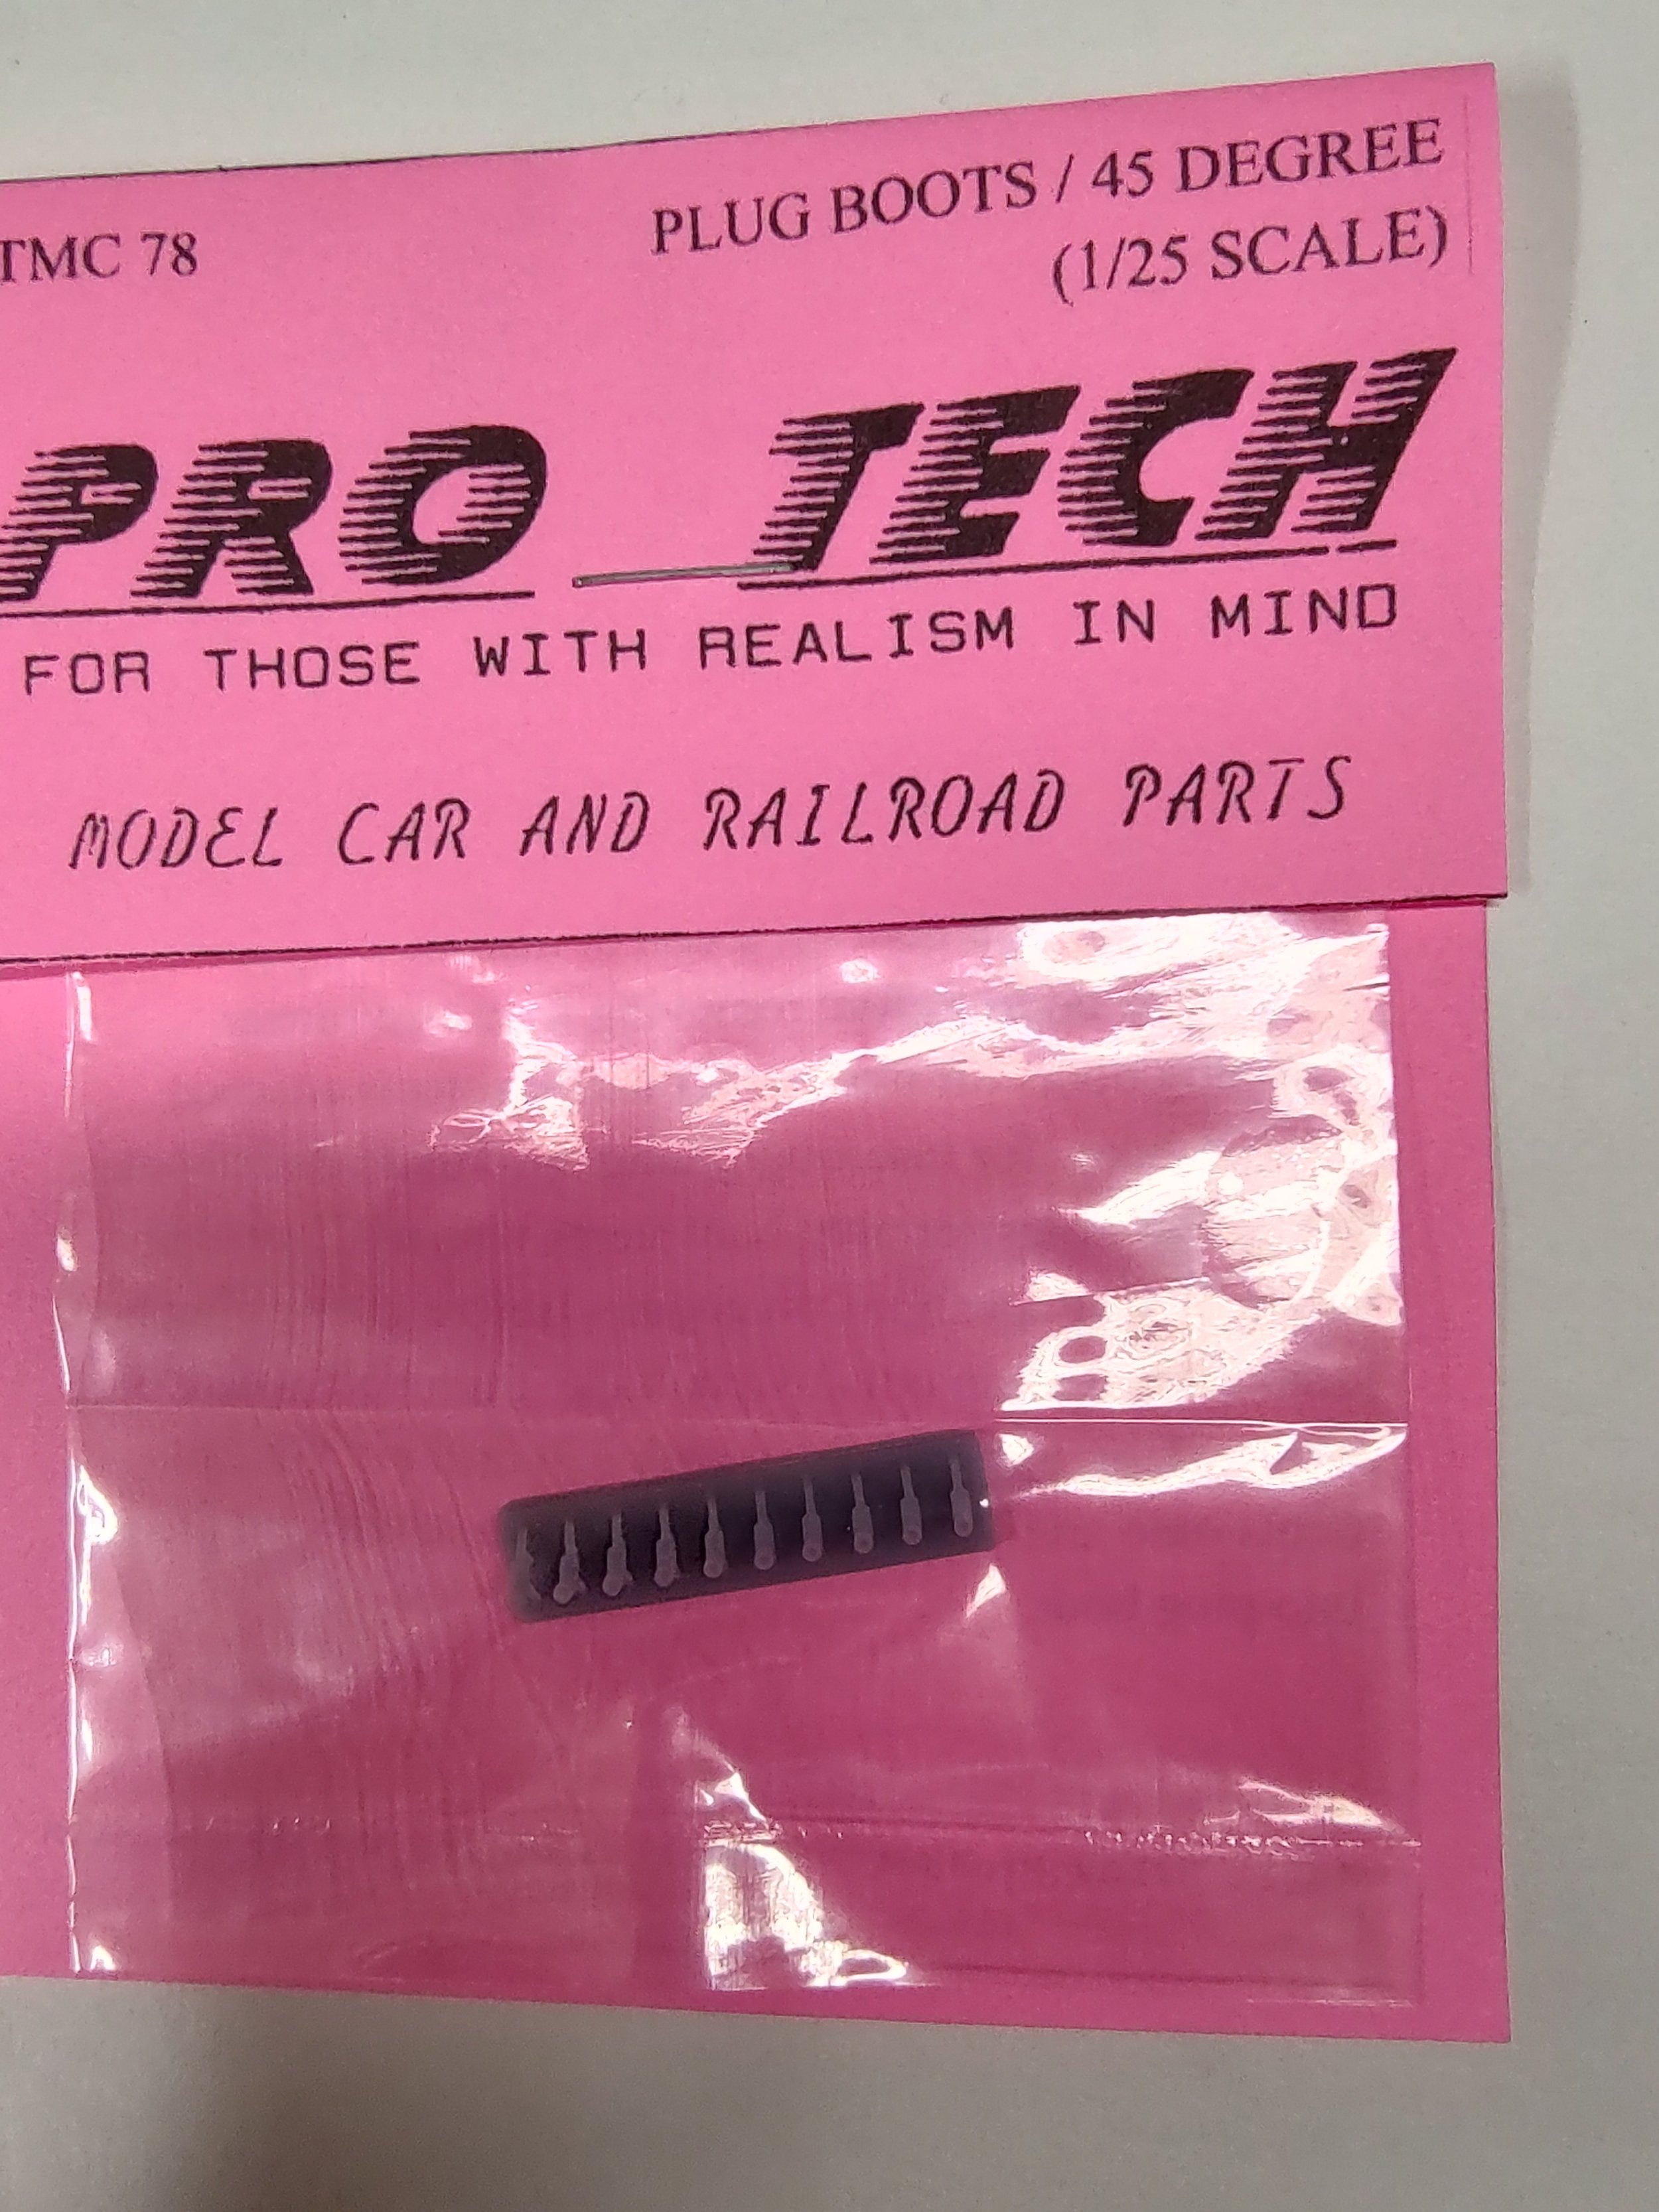 TMC 78
PLUG BOOTS / 45 DEGREE
(1/25 SCALE)
PRO TECH
FOR THOSE WITH REALISM IN MIND
MODEL CAR AND RAILROAD PARTS